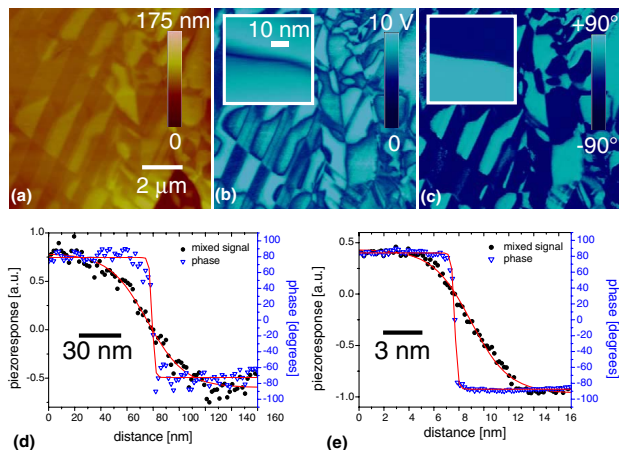 175 nm
0
2 μm
(a)
10 nm
10 V
0
(b)
+90°
-90°
(c)
1.0
0.5
0.0
-0.5
piezoresponse [a.u.]
mixed signal
phase
30 nm
100
80
60
40
20
0
-20
-40
-60
-80
-100
phase [degrees]
0 20 40 60 80 100 120 140 160
distance [nm]
(d)
0.5
0.0
-0.5
-1.0
piezoresponse [a.u.]
mixed signal
phase
3 nm
100
80
60
40
20
0
-20
-40
-60
-80
-100
phase [degrees]
0 2 4 6 8 10 12 14 16
distance [nm]
(e)